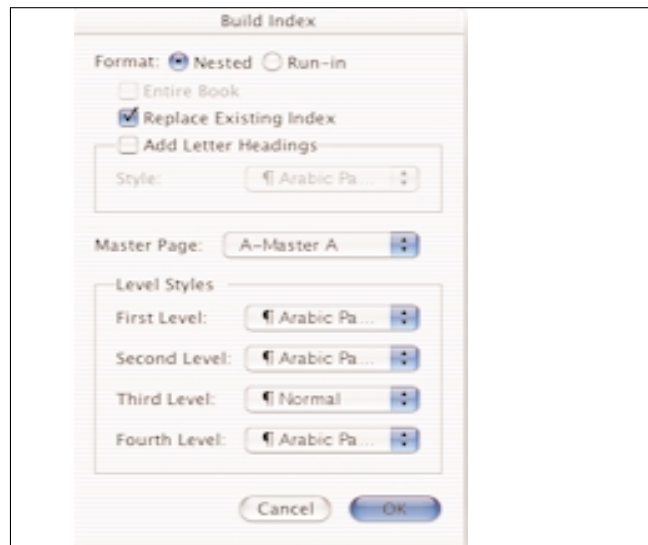 Build Index
Format: Nested Run-in
Entire Book
Replace Existing Index
Add Letter Headings
Style: ¶ Arabic Pa...
Master Page: A-Master A
Level Styles
First Level: ¶ Arabic Pa...
Second Level: ¶ Arabic Pa...
Third Level: ¶ Normal
Fourth Level: ¶ Arabic Pa...
Cancel OK